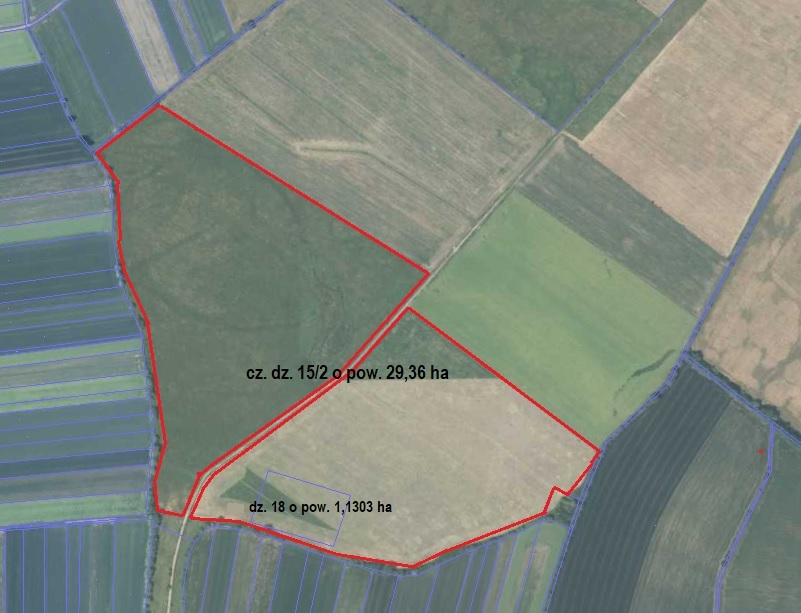 cz. dz. 15/2 o pow. 29,36 ha
dz. 18 o pow. 1,1303 ha